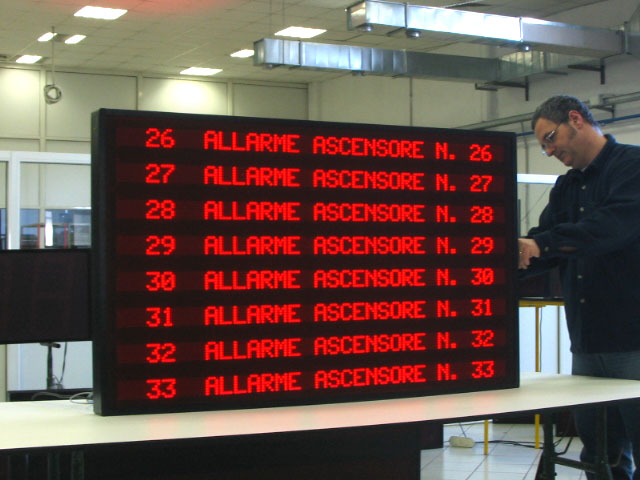 26 ALLARME ASCENSORE N. 26
27 ALLARME ASCENSORE N. 27
28 ALLARME ASCENSORE N. 28
29 ALLARME ASCENSORE N. 29
30 ALLARME ASCENSORE N. 30
31 ALLARME ASCENSORE N. 31
32 ALLARME ASCENSORE N. 32
33 ALLARME ASCENSORE N. 33